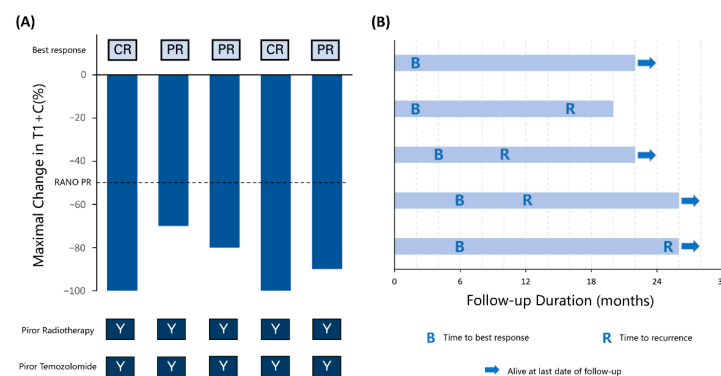 (A)
Best response CR PR PR CR PR
Maximal Change in T1+C(%)
0
−20
−40
RANO PR
−60
−80
−100
Piror Radiotherapy Y Y Y Y Y
Piror Temozolomide Y Y Y Y Y
(B)
B
B R
B R
B R
B R
0 6 12 18 24 3
Follow-up Duration (months)
B Time to best response R Time to recurrence
Alive at last date of follow-up